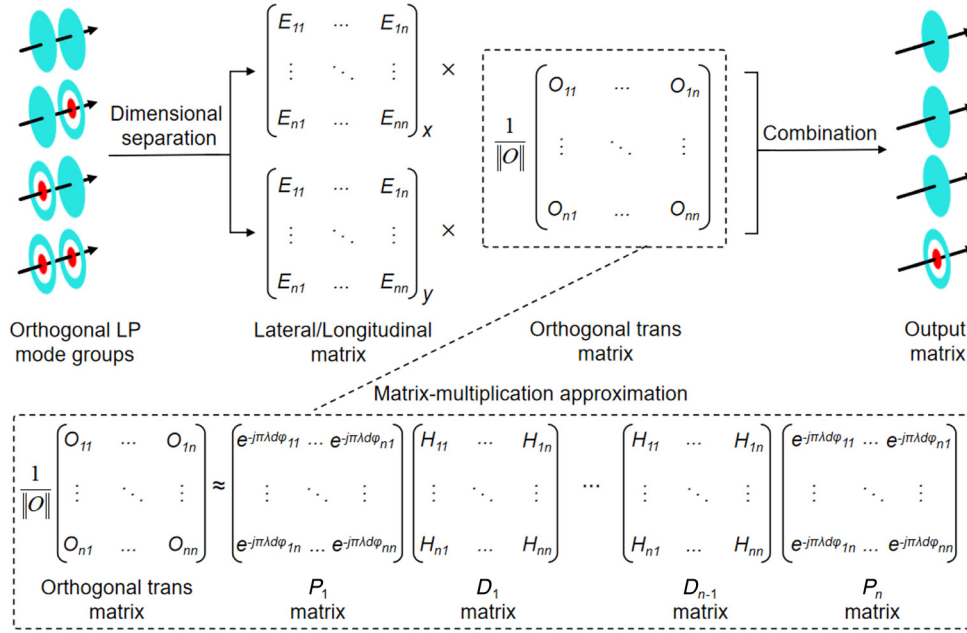 Dimensional
separation
E11 ... E1n
⋮ ⋱ ⋮
En1 ... Enn
x
×
E11 ... E1n
⋮ ⋱ ⋮
En1 ... Enn
y
×
1
‖O‖
O11 ... O1n
⋮ ⋱ ⋮
On1 ... Onn
Combination
Orthogonal LP
mode groups
Lateral/Longitudinal
matrix
Orthogonal trans
matrix
Output
matrix
Matrix-multiplication approximation
1
‖O‖
O11 ... O1n
⋮ ⋱ ⋮
On1 ... Onn
≈
e-jπλdφ11 ... e-jπλdφn1
⋮ ⋱ ⋮
e-jπλdφ1n ... e-jπλdφnn
H11 ... H1n
⋮ ⋱ ⋮
Hn1 ... Hnn
...
H11 ... H1n
⋮ ⋱ ⋮
Hn1 ... Hnn
e-jπλdφ11 ... e-jπλdφn1
⋮ ⋱ ⋮
e-jπλdφ1n ... e-jπλdφnn
Orthogonal trans
matrix
P1
matrix
D1
matrix
Dn-1
matrix
Pn
matrix